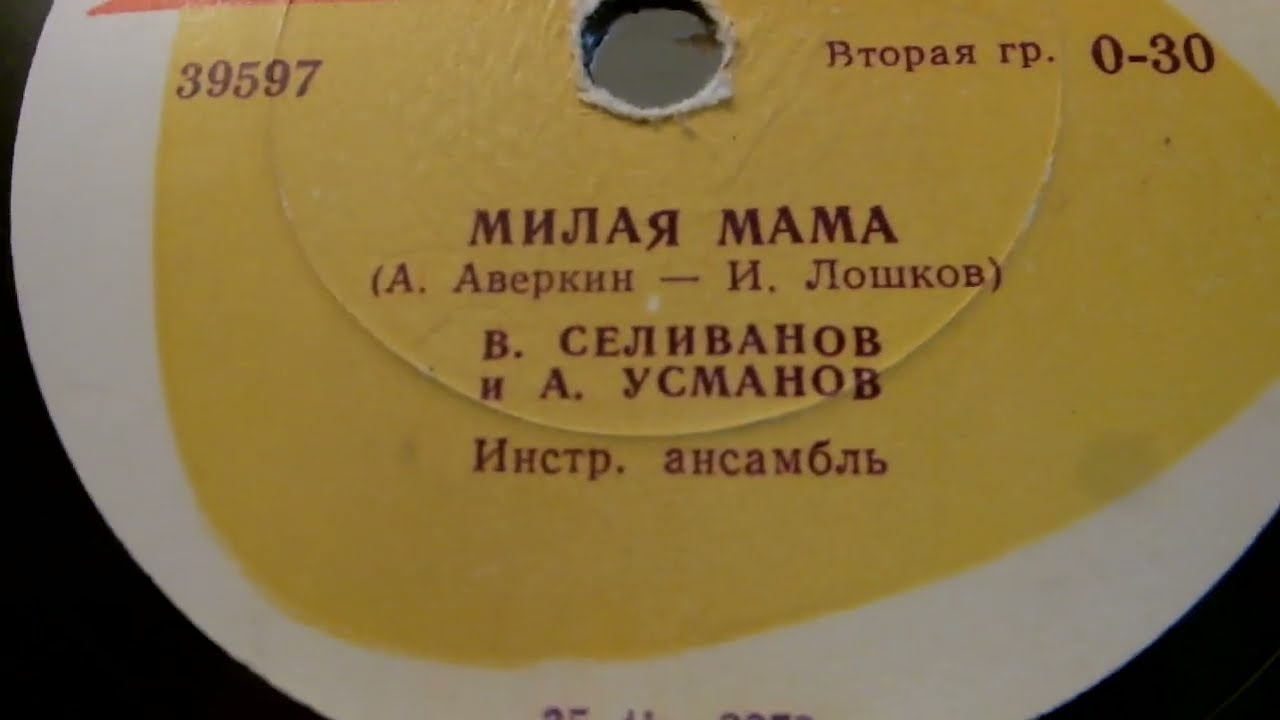 39597
Вторая гр. 0-30
МИЛАЯ МАМА
(А. Аверкин — И. Лошков)
В. СЕЛИВАНОВ
и А. УСМАНОВ
Инстр. ансамбль